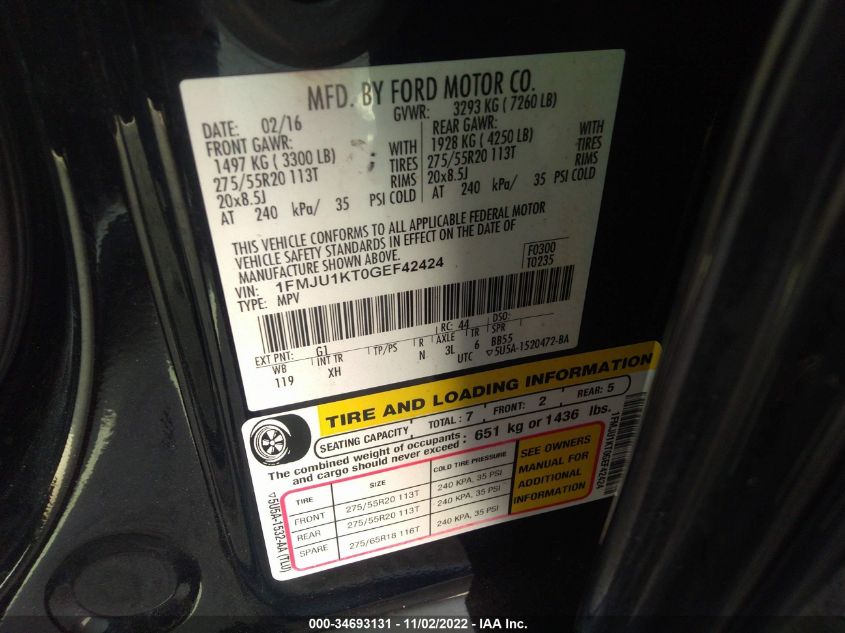 MFD. BY FORD MOTOR CO.
DATE: 02/16 GVWR: 3293 KG ( 7260 LB)
FRONT GAWR: REAR GAWR:
1497 KG ( 3300 LB) WITH 1928 KG ( 4250 LB) WITH
275/55R20 113T TIRES 275/55R20 113T TIRES
20x8.5J RIMS 20x8.5J RIMS
AT 240 kPa/ 35 PSI COLD AT 240 kPa/ 35 PSI COLD
THIS VEHICLE CONFORMS TO ALL APPLICABLE FEDERAL MOTOR
VEHICLE SAFETY STANDARDS IN EFFECT ON THE DATE OF
MANUFACTURE SHOWN ABOVE.
F0300
T0235
VIN: 1FMJU1KT0GEF42424
TYPE: MPV
EXT PNT: G1 RC: 44 DSO:
WB INT TR TP/PS R AXLE TR SPR
119 XH N 3L 6 BB55
UTC ▽5U5A-1520472-BA
TIRE AND LOADING INFORMATION
SEATING CAPACITY TOTAL: 7 FRONT: 2 REAR: 5
The combined weight of occupants
and cargo should never exceed : 651 kg or 1436 lbs.
TIRE SIZE COLD TIRE PRESSURE
FRONT 275/55R20 113T 240 KPA, 35 PSI
REAR 275/55R20 113T 240 KPA, 35 PSI
SPARE 275/65R18 116T 240 KPA, 35 PSI
SEE OWNERS
MANUAL FOR
ADDITIONAL
INFORMATION
▽5U5A-1532-AA (TLU)
1FMJU1KT0GEF42424
000-34693131 - 11/02/2022 - IAA Inc.